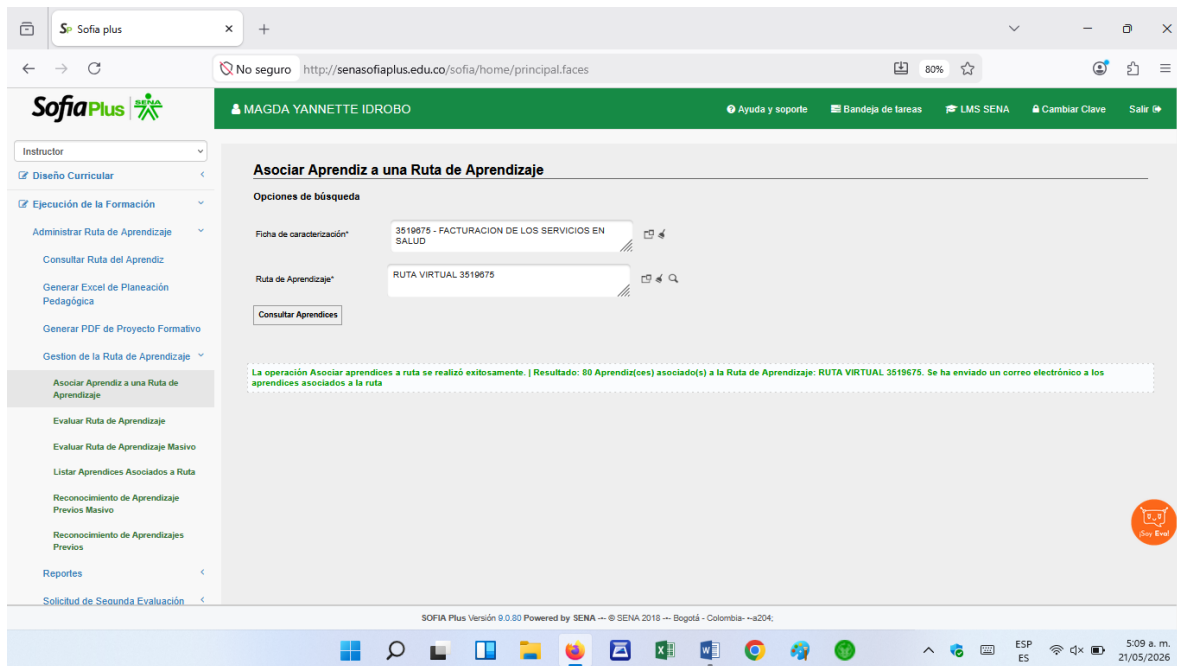 Sofia plus
No seguro http://senasofiaplus.edu.co/sofia/home/principal.faces
80%
SofiaPlus SENA
MAGDA YANNETTE IDROBO
Ayuda y soporte
Bandeja de tareas
LMS SENA
Cambiar Clave
Salir
Instructor
Diseño Curricular
Ejecución de la Formación
Administrar Ruta de Aprendizaje
Consultar Ruta del Aprendiz
Generar Excel de Planeación
Pedagógica
Generar PDF de Proyecto Formativo
Gestion de la Ruta de Aprendizaje
Asociar Aprendiz a una Ruta de
Aprendizaje
Evaluar Ruta de Aprendizaje
Evaluar Ruta de Aprendizaje Masivo
Listar Aprendices Asociados a Ruta
Reconocimiento de Aprendizaje
Previos Masivo
Reconocimiento de Aprendizajes
Previos
Reportes
Solicitud de Segunda Evaluación
Asociar Aprendiz a una Ruta de Aprendizaje
Opciones de búsqueda
Ficha de caracterización*
3519675 - FACTURACION DE LOS SERVICIOS EN
SALUD
Ruta de Aprendizaje*
RUTA VIRTUAL 3519675
Consultar Aprendices
La operación Asociar aprendices a ruta se realizó exitosamente. | Resultado: 80 Aprendiz(ces) asociado(s) a la Ruta de Aprendizaje: RUTA VIRTUAL 3519675. Se ha enviado un correo electrónico a los
aprendices asociados a la ruta
¡Soy Eva!
SOFIA Plus Versión 9.0.80 Powered by SENA -·- © SENA 2018 -·- Bogotá - Colombia- --a204;
ESP
ES
5:09 a. m.
21/05/2026